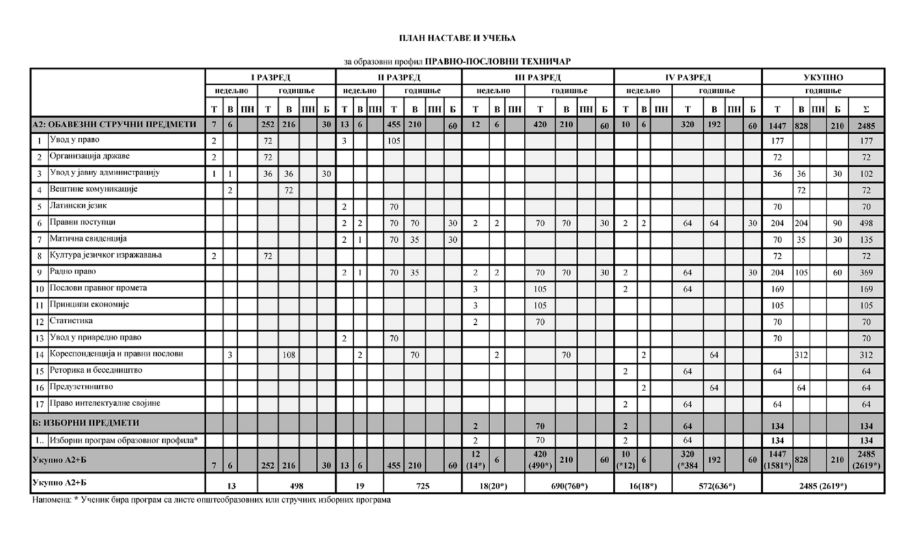 ПЛАН НАСТАВЕ И УЧЕЊА
за образовни профил ПРАВНО-ПОСЛОВНИ ТЕХНИЧАР
I РАЗРЕД II РАЗРЕД III РАЗРЕД IV РАЗРЕД УКУПНО
недељно годишње недељно годишње недељно годишње недељно годишње годишње
Т В ПН Т В ПН Б Т В ПН Т В ПН Б Т В ПН Т В ПН Б Т В ПН Т В ПН Б Т В ПН Б Σ
А2: ОБАВЕЗНИ СТРУЧНИ ПРЕДМЕТИ 7 6 252 216 30 13 6 455 210 60 12 6 420 210 60 10 6 320 192 60 1447 828 210 2485
1 Увод у право 2 72 3 105 177 177
2 Организација државе 2 72 72 72
3 Увод у јавну администрацију 1 1 36 36 30 36 36 30 102
4 Вештине комуникације 2 72 72 72
5 Латински језик 2 70 70 70
6 Правни поступци 2 2 70 70 30 2 2 70 70 30 2 2 64 64 30 204 204 90 498
7 Матична евиденција 2 1 70 35 30 70 35 30 135
8 Култура језичког изражавања 2 72 72 72
9 Радно право 2 1 70 35 2 2 70 70 30 2 64 30 204 105 60 369
10 Послови правног промета 3 105 2 64 169 169
11 Принципи економије 3 105 105 105
12 Статистика 2 70 70 70
13 Увод у привредно право 2 70 70 70
14 Кореспонденција и правни послови 3 108 2 70 2 70 2 64 312 312
15 Реторика и беседништво 2 64 64 64
16 Предузетништво 2 64 64 64
17 Право интелектуалне својине 2 64 64 64
Б: ИЗБОРНИ ПРЕДМЕТИ 2 70 2 64 134 134
1.. Изборни програм образовног профила* 2 70 2 64 134 134
Укупно А2+Б 7 6 252 216 30 13 6 455 210 60 12 (14*) 6 420 (490*) 210 60 10 (*12) 6 320 (*384 192 60 1447 (1581*) 828 210 2485 (2619*)
Укупно А2+Б 13 498 19 725 18(20*) 690(760*) 16(18*) 572(636*) 2485 (2619*)
Напомена: * Ученик бира програм са листе општеобразовних или стручних изборних програма